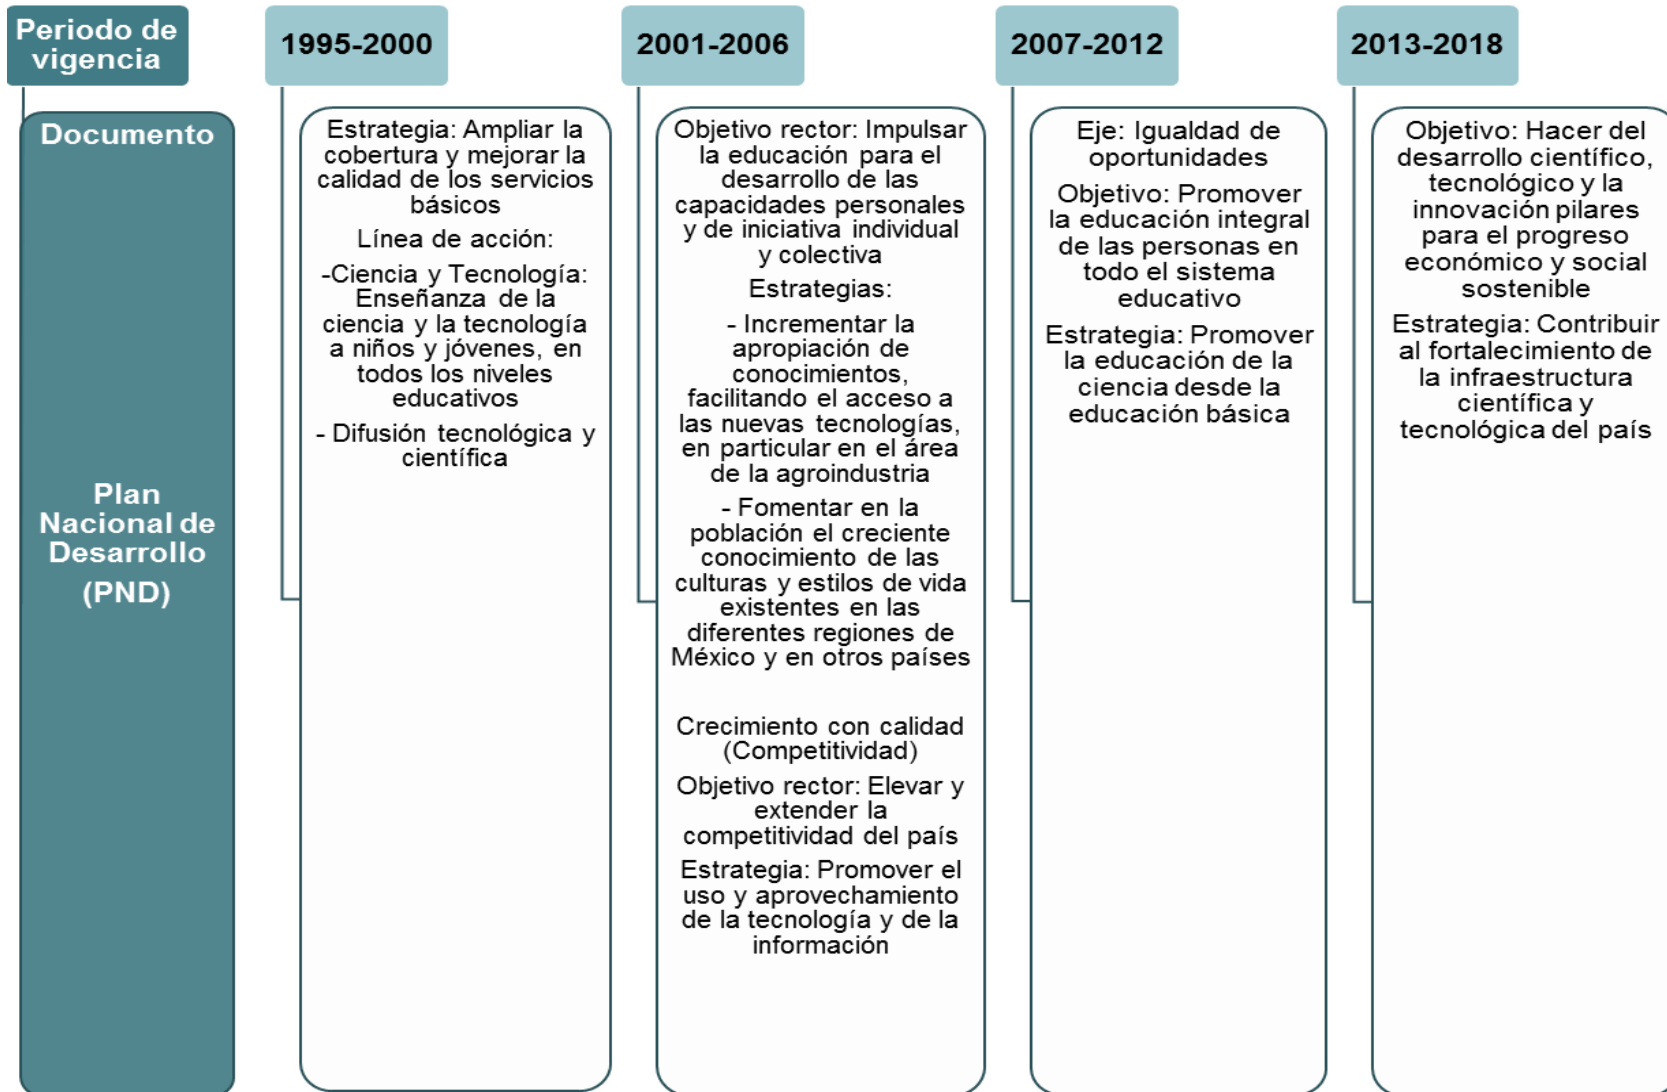 Periodo de
vigencia
1995-2000
2001-2006
2007-2012
2013-2018
Documento
Plan
Nacional de
Desarrollo
(PND)
Estrategia: Ampliar la
cobertura y mejorar la
calidad de los servicios
básicos
Línea de acción:
-Ciencia y Tecnología:
Enseñanza de la
ciencia y la tecnología
a niños y jóvenes, en
todos los niveles
educativos
- Difusión tecnológica y
científica
Objetivo rector: Impulsar
la educación para el
desarrollo de las
capacidades personales
y de iniciativa individual
y colectiva
Estrategias:
- Incrementar la
apropiación de
conocimientos,
facilitando el acceso a
las nuevas tecnologías,
en particular en el área
de la agroindustria
- Fomentar en la
población el creciente
conocimiento de las
culturas y estilos de vida
existentes en las
diferentes regiones de
México y en otros países
Crecimiento con calidad
(Competitividad)
Objetivo rector: Elevar y
extender la
competitividad del país
Estrategia: Promover el
uso y aprovechamiento
de la tecnología y de la
información
Eje: Igualdad de
oportunidades
Objetivo: Promover
la educación integral
de las personas en
todo el sistema
educativo
Estrategia: Promover
la educación de la
ciencia desde la
educación básica
Objetivo: Hacer del
desarrollo científico,
tecnológico y la
innovación pilares
para el progreso
económico y social
sostenible
Estrategia: Contribuir
al fortalecimiento de
la infraestructura
científica y
tecnológica del país